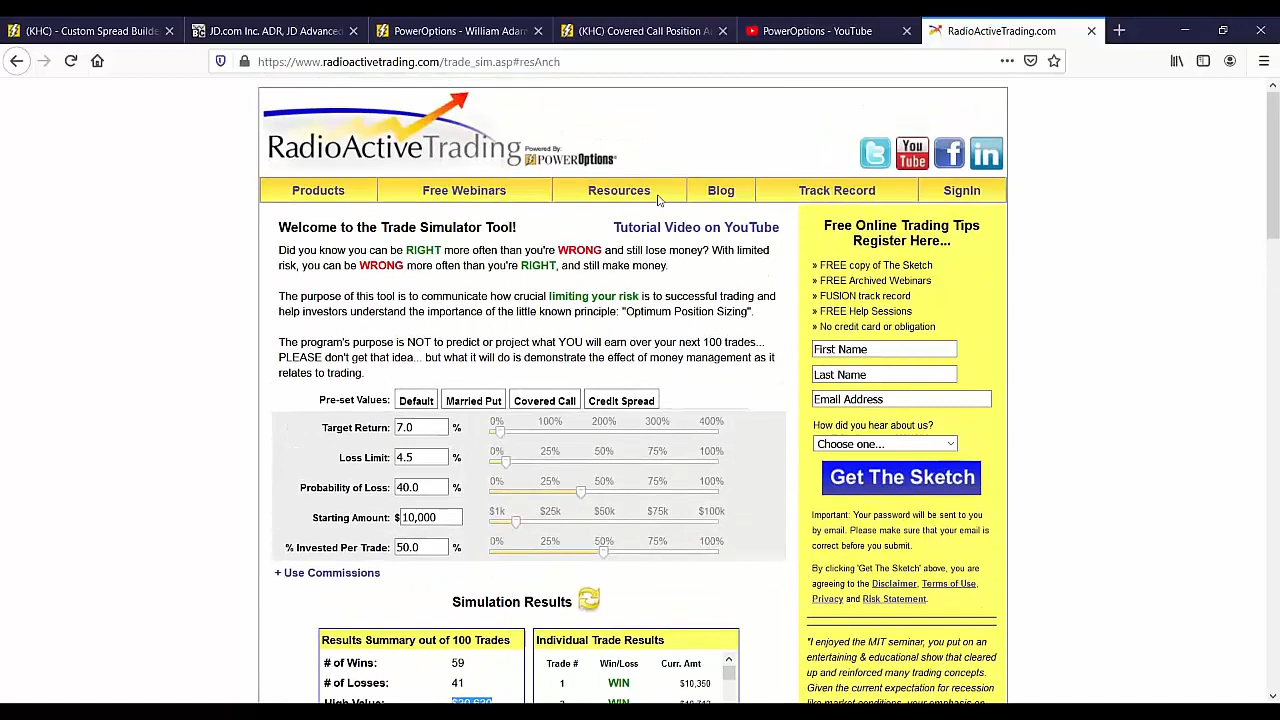 (KHC) - Custom Spread Builde
JD.com Inc. ADR, JD Advanced
PowerOptions - William Adam
(KHC) Covered Call Position A
PowerOptions - YouTube
RadioActiveTrading.com
https://www.radioactivetrading.com/trade_sim.asp#resAnch
RadioActiveTrading
Powered By:
POWEROptions
You
Tube
Products
Free Webinars
Resources
Blog
Track Record
SignIn
Welcome to the Trade Simulator Tool!
Tutorial Video on YouTube
Did you know you can be RIGHT more often than you're WRONG and still lose money? With limited
risk, you can be WRONG more often than you're RIGHT, and still make money.
The purpose of this tool is to communicate how crucial limiting your risk is to successful trading and
help investors understand the importance of the little known principle: "Optimum Position Sizing".
The program's purpose is NOT to predict or project what YOU will earn over your next 100 trades...
PLEASE don't get that idea... but what it will do is demonstrate the effect of money management as it
relates to trading.
Pre-set Values: Default Married Put Covered Call Credit Spread
0% 100% 200% 300% 400%
Target Return: 7.0 %
0% 25% 50% 75% 100%
Loss Limit: 4.5 %
0% 25% 50% 75% 100%
Probability of Loss: 40.0 %
$1k $25k $50k $75k $100k
Starting Amount: $ 10,000
0% 25% 50% 75% 100%
% Invested Per Trade: 50.0 %
+ Use Commissions
Simulation Results
Results Summary out of 100 Trades
# of Wins: 59
# of Losses: 41
Individual Trade Results
Trade # Win/Loss Curr. Amt
1 WIN $10,350
Free Online Trading Tips
Register Here...
» FREE copy of The Sketch
» FREE Archived Webinars
» FUSION track record
» FREE Help Sessions
» No credit card or obligation
First Name
Last Name
Email Address
How did you hear about us?
Choose one...
Get The Sketch
Important: Your password will be sent to you
by email. Please make sure that your email is
correct before you submit.
By clicking 'Get The Sketch' above, you are
agreeing to the Disclaimer, Terms of Use,
Privacy and Risk Statement.
"I enjoyed the MIT seminar, you put on an
entertaining & educational show that cleared
up and reinforced many trading concepts.
Given the current expectation for recession